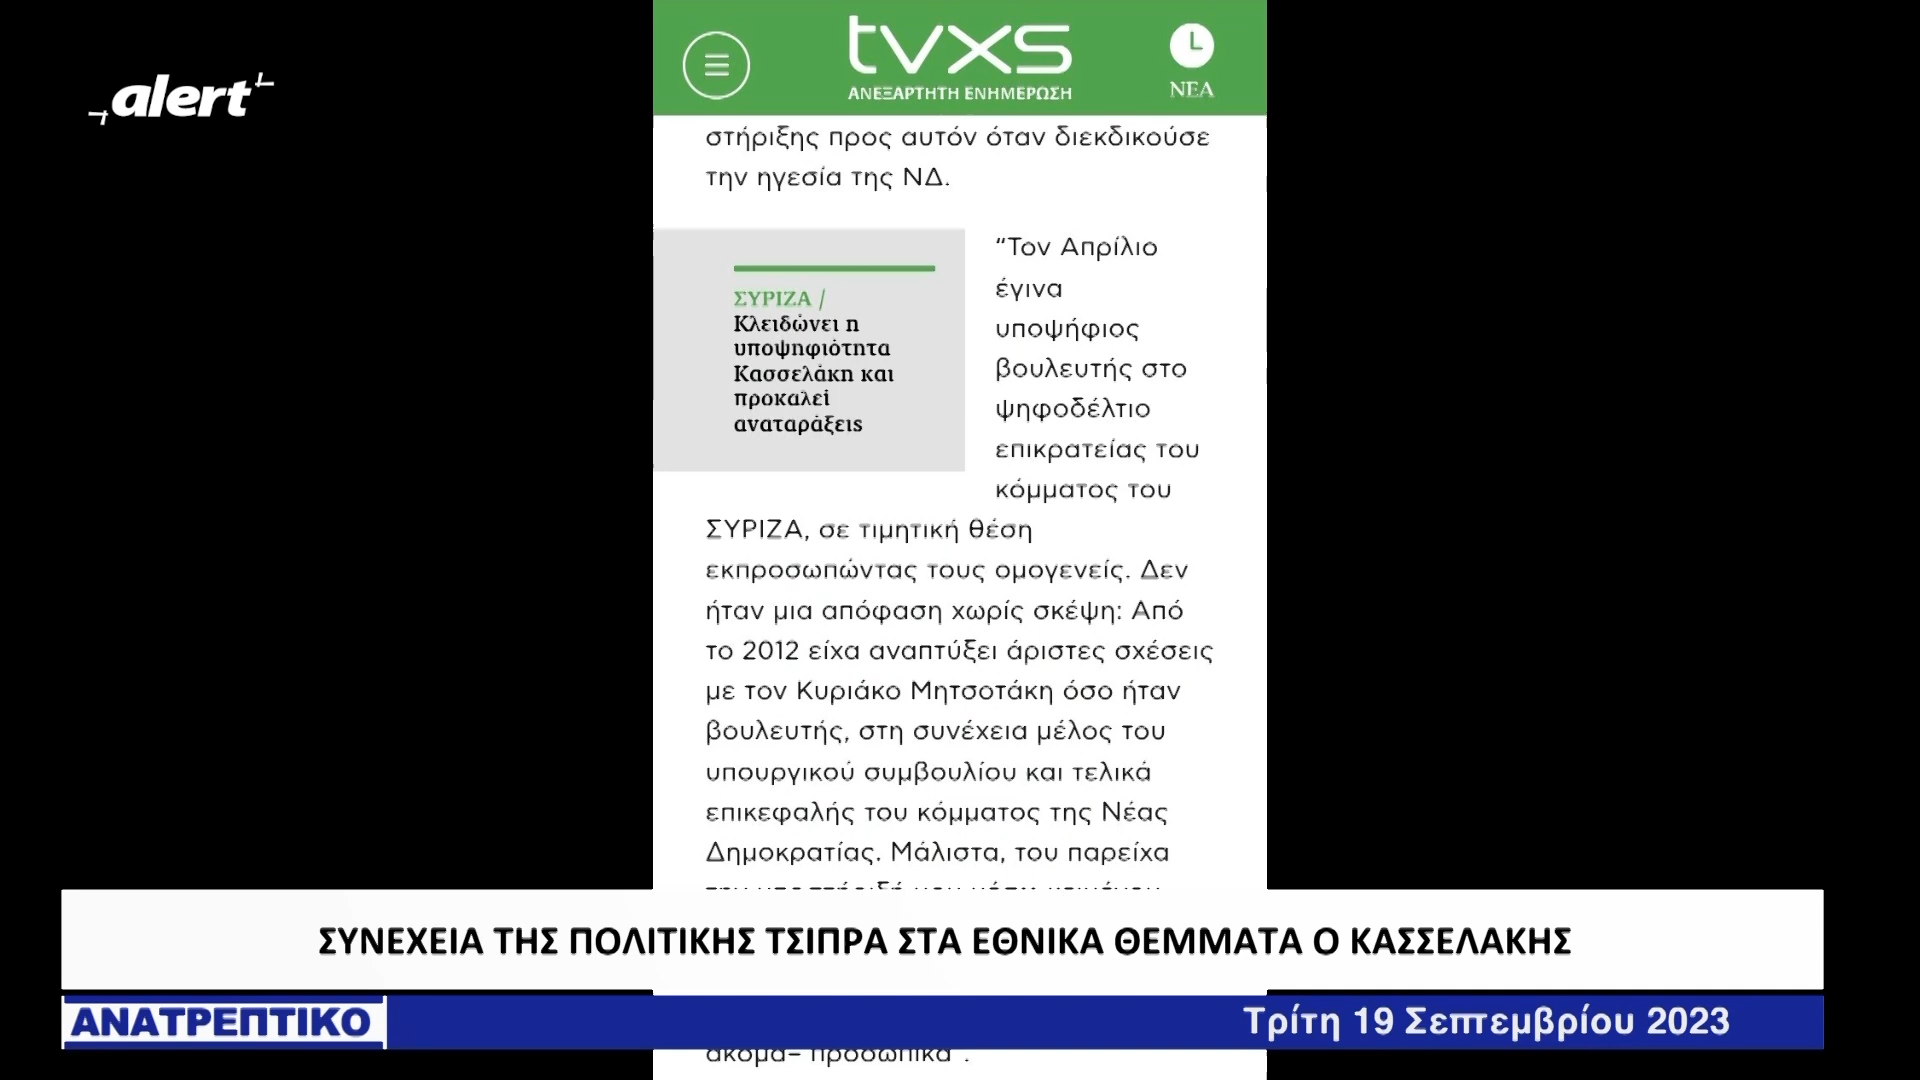 alert
tvxs
ΑΝΕΞΑΡΤΗΤΗ ΕΝΗΜΕΡΩΣΗ
ΝΕΑ
στήριξης προς αυτόν όταν διεκδικούσε
την ηγεσία της ΝΔ.
ΣΥΡΙΖΑ /
Κλειδώνει η
υποψηφιότητα
Κασσελάκη και
προκαλεί
αναταράξεις
“Τον Απρίλιο
έγινα
υποψήφιος
βουλευτής στο
ψηφοδέλτιο
επικρατείας του
κόμματος του
ΣΥΡΙΖΑ, σε τιμητική θέση
εκπροσωπώντας τους ομογενείς. Δεν
ήταν μια απόφαση χωρίς σκέψη: Από
το 2012 είχα αναπτύξει άριστες σχέσεις
με τον Κυριάκο Μητσοτάκη όσο ήταν
βουλευτής, στη συνέχεια μέλος του
υπουργικού συμβουλίου και τελικά
επικεφαλής του κόμματος της Νέας
Δημοκρατίας. Μάλιστα, του παρείχα
ΣΥΝΕΧΕΙΑ ΤΗΣ ΠΟΛΙΤΙΚΗΣ ΤΣΙΠΡΑ ΣΤΑ ΕΘΝΙΚΑ ΘΕΜΜΑΤΑ Ο ΚΑΣΣΕΛΑΚΗΣ
ΑΝΑΤΡΕΠΤΙΚΟ
Τρίτη 19 Σεπτεμβρίου 2023